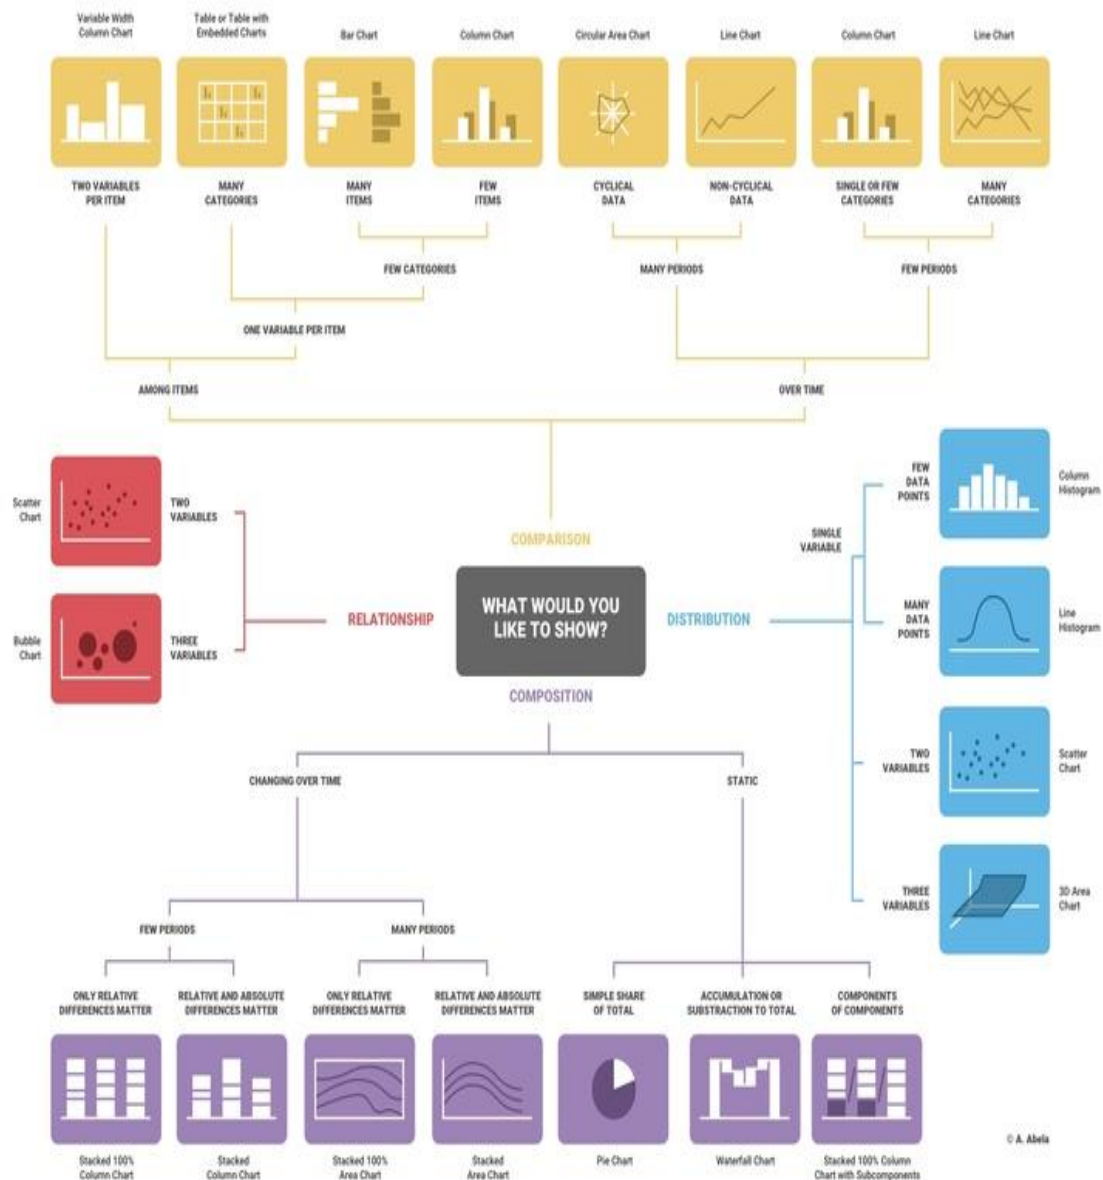 Variable Width
Column Chart
Table or Table with
Embedded Charts
Bar Chart
Column Chart
Circular Area Chart
Line Chart
Column Chart
Line Chart
TWO VARIABLES
PER ITEM
MANY
CATEGORIES
MANY
ITEMS
FEW
ITEMS
CYCLICAL
DATA
NON-CYCLICAL
DATA
SINGLE OR FEW
CATEGORIES
MANY
CATEGORIES
FEW CATEGORIES
MANY PERIODS
FEW PERIODS
ONE VARIABLE PER ITEM
AMONG ITEMS
OVER TIME
COMPARISON
WHAT WOULD YOU
LIKE TO SHOW?
RELATIONSHIP
TWO
VARIABLES
Scatter
Chart
THREE
VARIABLES
Bubble
Chart
DISTRIBUTION
SINGLE
VARIABLE
FEW
DATA
POINTS
Column
Histogram
MANY
DATA
POINTS
Line
Histogram
TWO
VARIABLES
Scatter
Chart
THREE
VARIABLES
3D Area
Chart
COMPOSITION
CHANGING OVER TIME
STATIC
FEW PERIODS
MANY PERIODS
ONLY RELATIVE
DIFFERENCES MATTER
RELATIVE AND ABSOLUTE
DIFFERENCES MATTER
ONLY RELATIVE
DIFFERENCES MATTER
RELATIVE AND ABSOLUTE
DIFFERENCES MATTER
SIMPLE SHARE
OF TOTAL
ACCUMULATION OR
SUBSTRACTION TO TOTAL
COMPONENTS
OF COMPONENTS
Stacked 100%
Column Chart
Stacked
Column Chart
Stacked 100%
Area Chart
Stacked
Area Chart
Pie Chart
Waterfall Chart
Stacked 100% Column
Chart with Subcomponents
© A. Abela